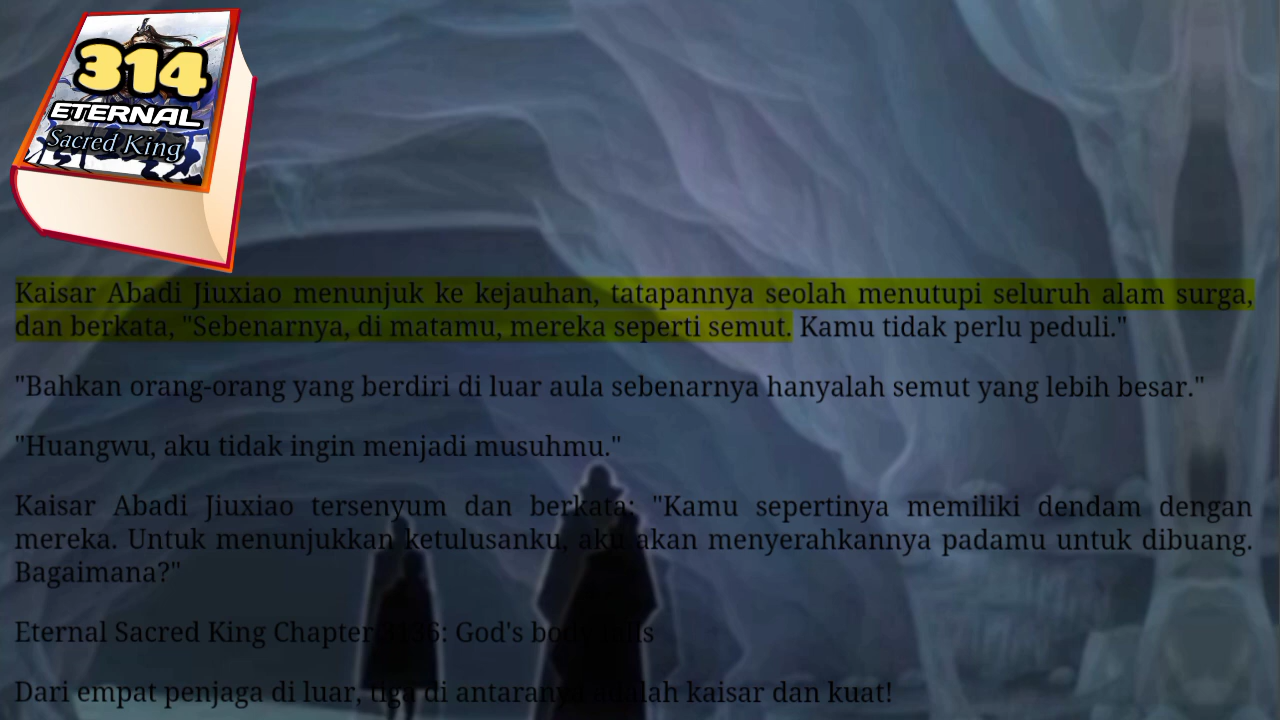 314
ETERNAL
Sacred King
Kaisar Abadi Jiuxiao menunjuk ke kejauhan, tatapannya seolah menutupi seluruh alam surga,
dan berkata, "Sebenarnya, di matamu, mereka seperti semut. Kamu tidak perlu peduli."
"Bahkan orang-orang yang berdiri di luar aula sebenarnya hanyalah semut yang lebih besar."
"Huangwu, aku tidak ingin menjadi musuhmu."
Kaisar Abadi Jiuxiao tersenyum dan berkata: "Kamu sepertinya memiliki dendam dengan
mereka. Untuk menunjukkan ketulusanku, aku akan menyerahkannya padamu untuk dibuang.
Bagaimana?"
Eternal Sacred King Chapter 3136: God's body falls
Dari empat penjaga di luar, tiga di antaranya adalah kaisar dan kuat!